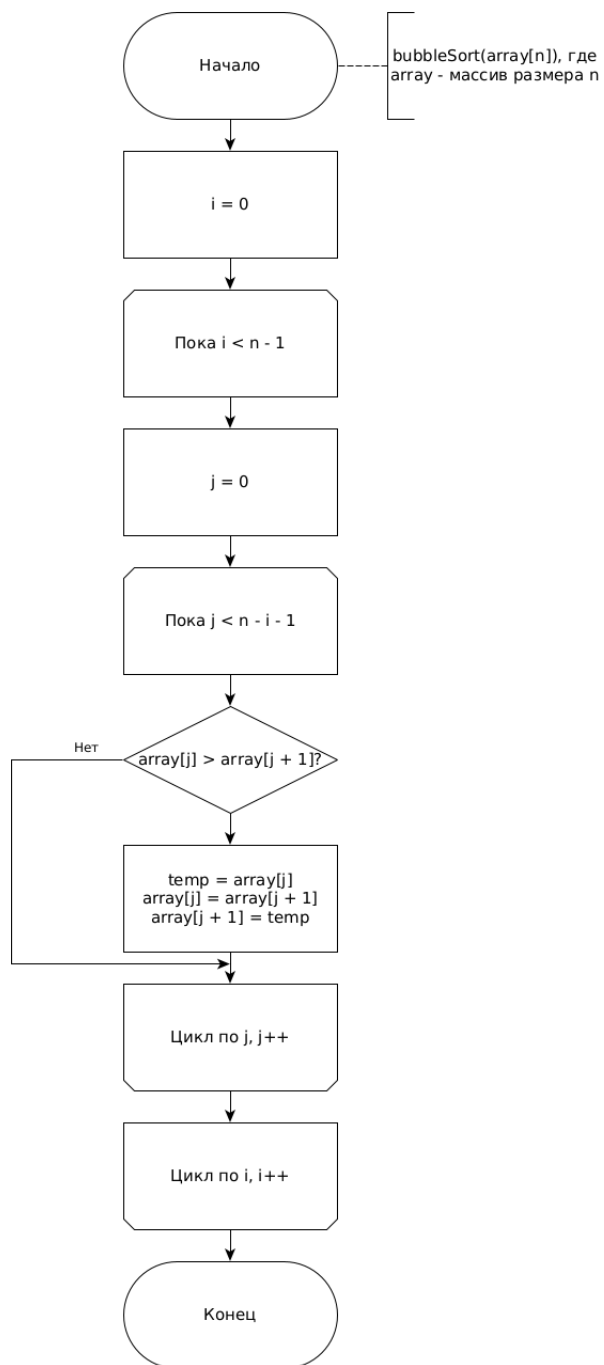 Начало
bubbleSort(array[n]), где
array - массив размера n
i = 0
Пока i < n - 1
j = 0
Пока j < n - i - 1
Нет
array[j] > array[j + 1]?
temp = array[j]
array[j] = array[j + 1]
array[j + 1] = temp
Цикл по j, j++
Цикл по i, i++
Конец